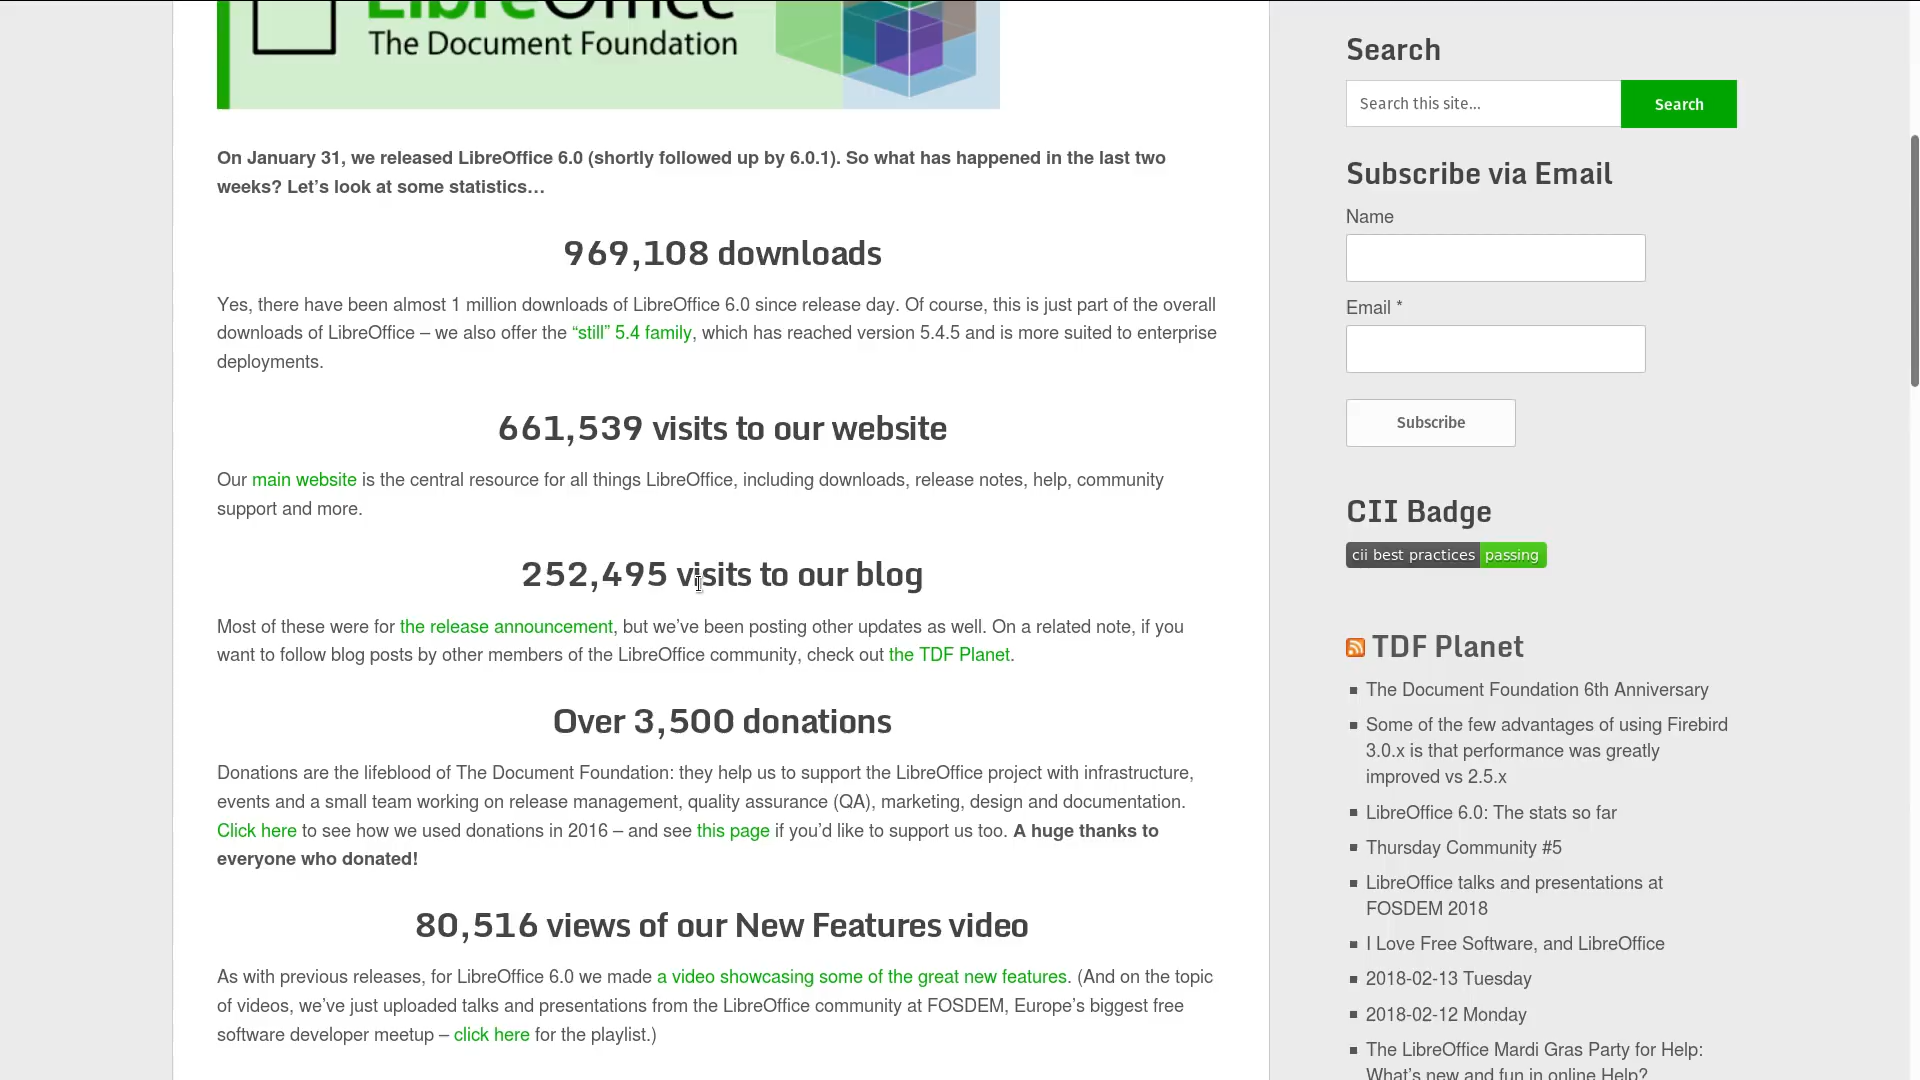 LibreOffice
The Document Foundation
On January 31, we released LibreOffice 6.0 (shortly followed up by 6.0.1). So what has happened in the last two
weeks? Let’s look at some statistics…
969,108 downloads
Yes, there have been almost 1 million downloads of LibreOffice 6.0 since release day. Of course, this is just part of the overall
downloads of LibreOffice – we also offer the “still” 5.4 family, which has reached version 5.4.5 and is more suited to enterprise
deployments.
661,539 visits to our website
Our main website is the central resource for all things LibreOffice, including downloads, release notes, help, community
support and more.
252,495 visits to our blog
Most of these were for the release announcement, but we’ve been posting other updates as well. On a related note, if you
want to follow blog posts by other members of the LibreOffice community, check out the TDF Planet.
Over 3,500 donations
Donations are the lifeblood of The Document Foundation: they help us to support the LibreOffice project with infrastructure,
events and a small team working on release management, quality assurance (QA), marketing, design and documentation.
Click here to see how we used donations in 2016 – and see this page if you’d like to support us too. A huge thanks to
everyone who donated!
80,516 views of our New Features video
As with previous releases, for LibreOffice 6.0 we made a video showcasing some of the great new features. (And on the topic
of videos, we’ve just uploaded talks and presentations from the LibreOffice community at FOSDEM, Europe’s biggest free
software developer meetup – click here for the playlist.)
Search
Search this site...
Search
Subscribe via Email
Name
Email *
Subscribe
CII Badge
cii best practices passing
TDF Planet
The Document Foundation 6th Anniversary
Some of the few advantages of using Firebird
3.0.x is that performance was greatly
improved vs 2.5.x
LibreOffice 6.0: The stats so far
Thursday Community #5
LibreOffice talks and presentations at
FOSDEM 2018
I Love Free Software, and LibreOffice
2018-02-13 Tuesday
2018-02-12 Monday
The LibreOffice Mardi Gras Party for Help:
What’s new and fun in online Help?